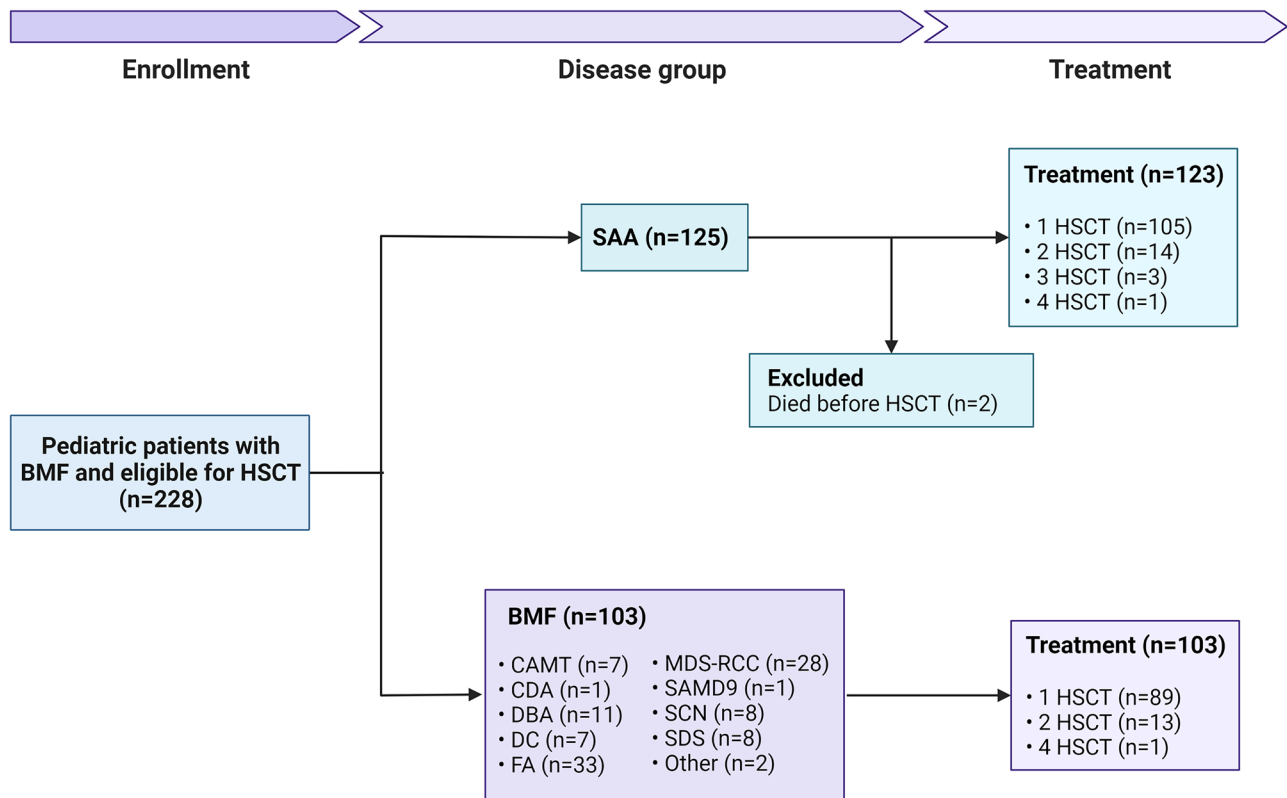 Enrollment
Disease group
Treatment
Treatment (n=123)
• 1 HSCT (n=105)
• 2 HSCT (n=14)
• 3 HSCT (n=3)
• 4 HSCT (n=1)
SAA (n=125)
Excluded
Died before HSCT (n=2)
Pediatric patients with
BMF and eligible for HSCT
(n=228)
BMF (n=103)
• CAMT (n=7)
• CDA (n=1)
• DBA (n=11)
• DC (n=7)
• FA (n=33)
• MDS-RCC (n=28)
• SAMD9 (n=1)
• SCN (n=8)
• SDS (n=8)
• Other (n=2)
Treatment (n=103)
• 1 HSCT (n=89)
• 2 HSCT (n=13)
• 4 HSCT (n=1)